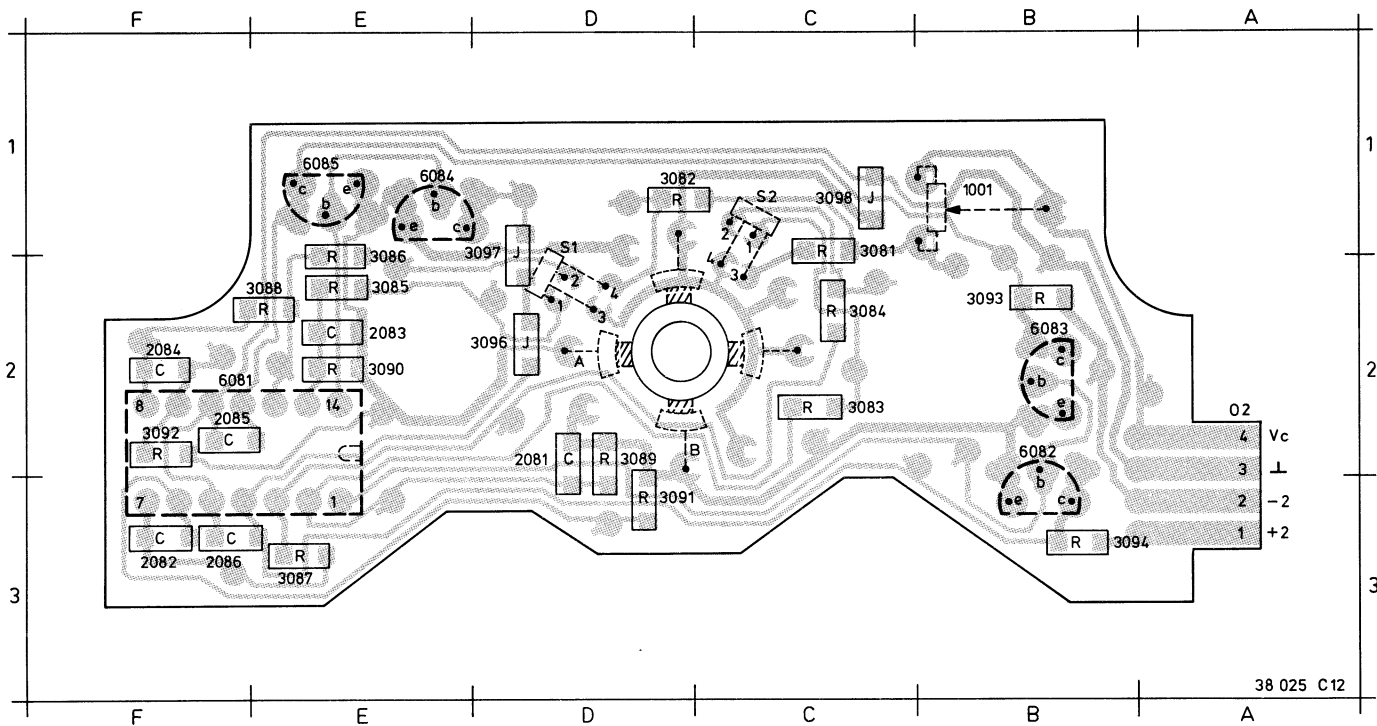 F E D C B A
1 1
6085
c e
b
6084
b
e c
3082
R
S2
2 1
4 3
3098 J
1001
R 3086
3097 J
S1
2 4
1 3
R 3081
R 3085
3088
R
3093 R
3084 R
C 2083
3096 J
6083
c
b
e
2 2
2084
C
R 3090
A
6081
8 14
2085
C
R 3083
02
3092
R
4 Vc
2081 C R 3089
B
6082
b
e c
3 ⊥
7 1
R 3091
2 -2
1 +2
C C
2082 2086
R
3087
R 3094
3 3
38 025 C12
F E D C B A